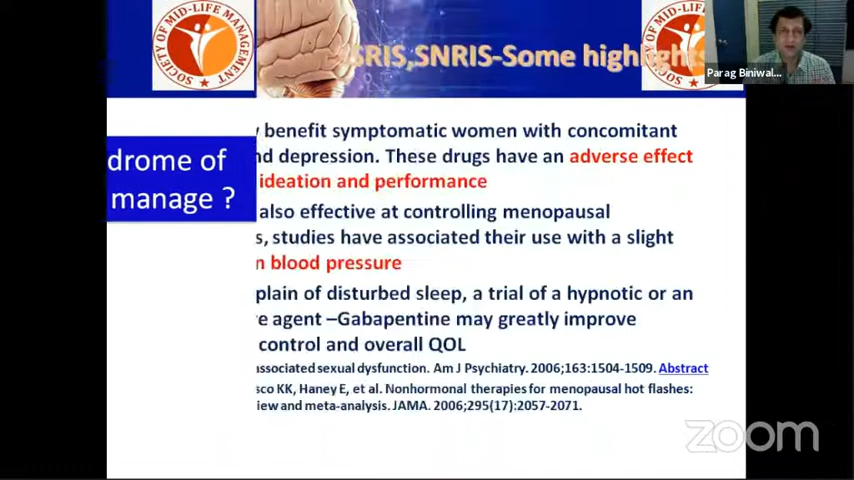 SOCIETY OF MID-LIFE MANAGEMENT
SRIS,SNRIS-Some highlights
SOCIETY OF MID-LIFE MANAGEMENT
Parag Biniwal...
drome of
manage ?
benefit symptomatic women with concomitant
nd depression. These drugs have an adverse effect
ideation and performance
also effective at controlling menopausal
s, studies have associated their use with a slight
n blood pressure
plain of disturbed sleep, a trial of a hypnotic or an
e agent –Gabapentine may greatly improve
control and overall QOL
associated sexual dysfunction. Am J Psychiatry. 2006;163:1504-1509. Abstract
sco KK, Haney E, et al. Nonhormonal therapies for menopausal hot flashes:
iew and meta-analysis. JAMA. 2006;295(17):2057-2071.
zoom